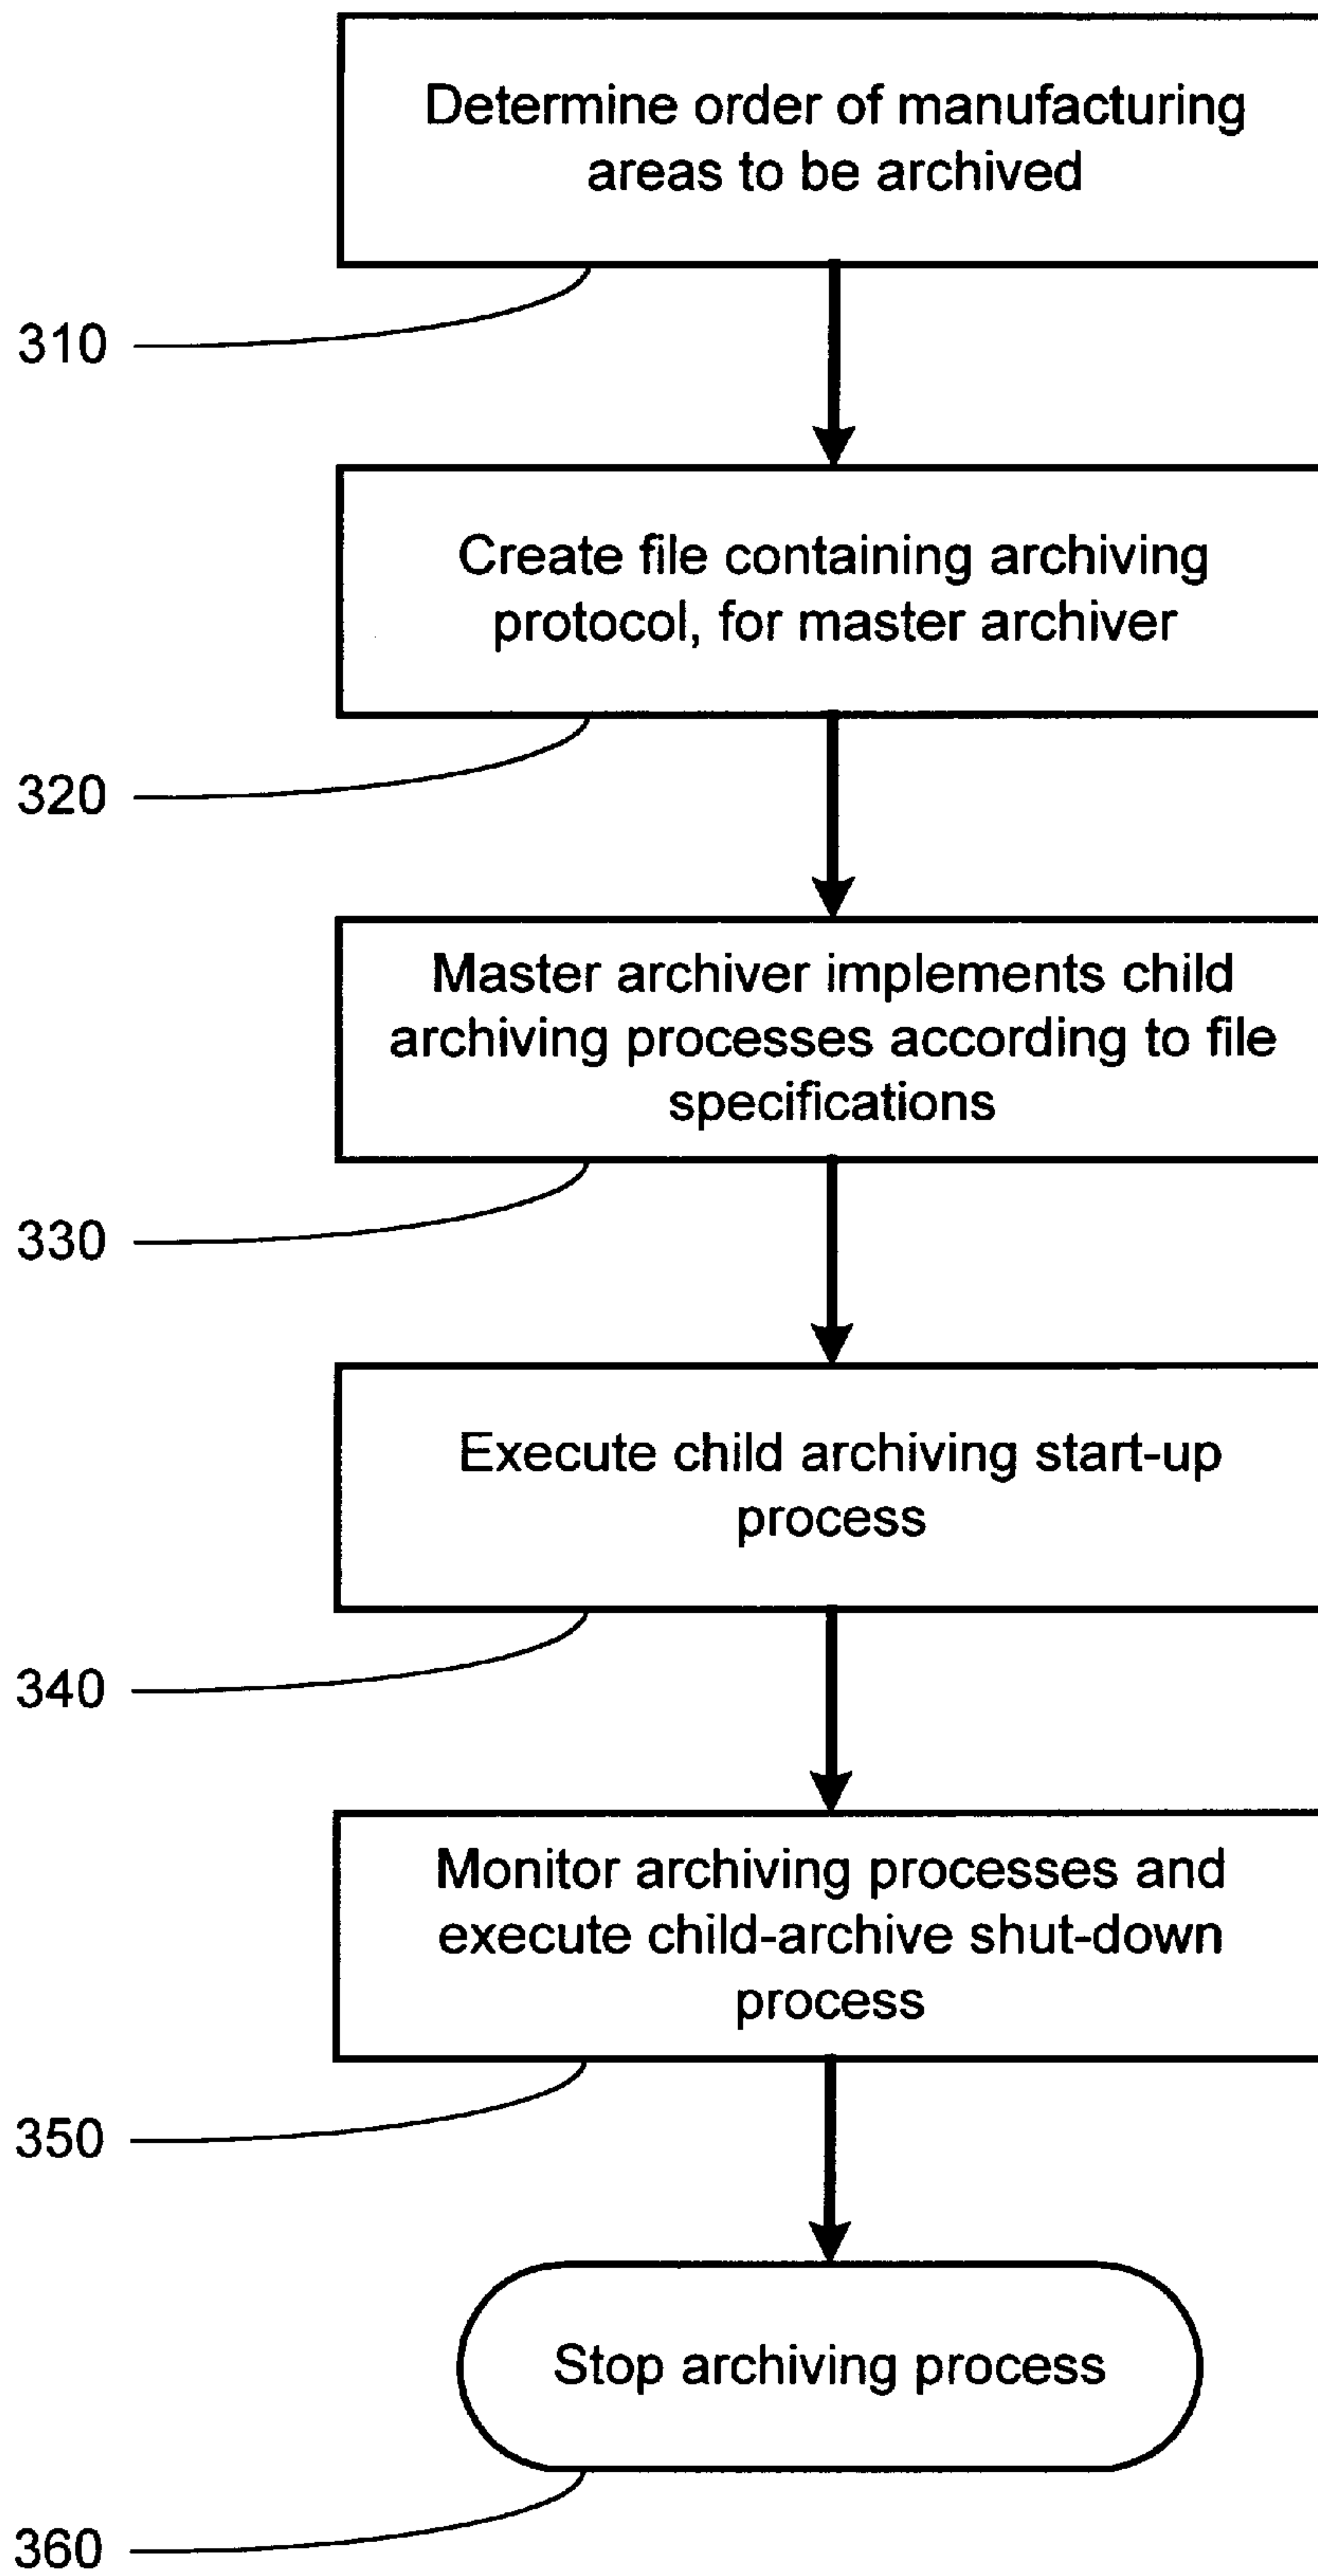 Determine order of manufacturing
areas to be archived
310
Create file containing archiving
protocol, for master archiver
320
Master archiver implements child
archiving processes according to file
specifications
330
Execute child archiving start-up
process
340
Monitor archiving processes and
execute child-archive shut-down
process
350
Stop archiving process
360